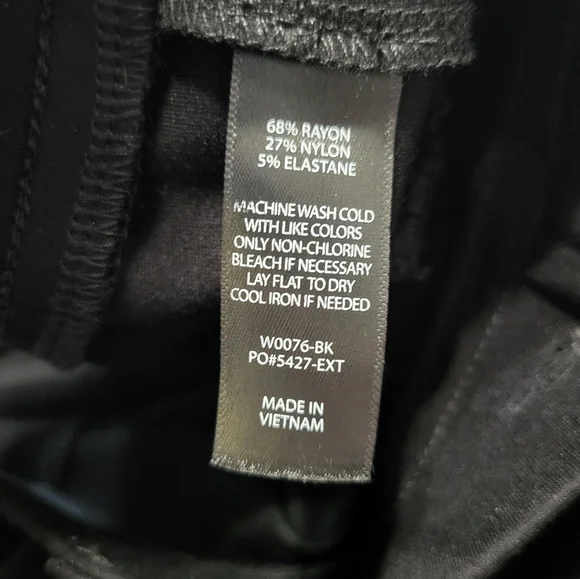 68% RAYON
27% NYLON
5% ELASTANE
MACHINE WASH COLD
WITH LIKE COLORS
ONLY NON-CHLORINE
BLEACH IF NECESSARY
LAY FLAT TO DRY
COOL IRON IF NEEDED
W0076-BK
PO#5427-EXT
MADE IN
VIETNAM